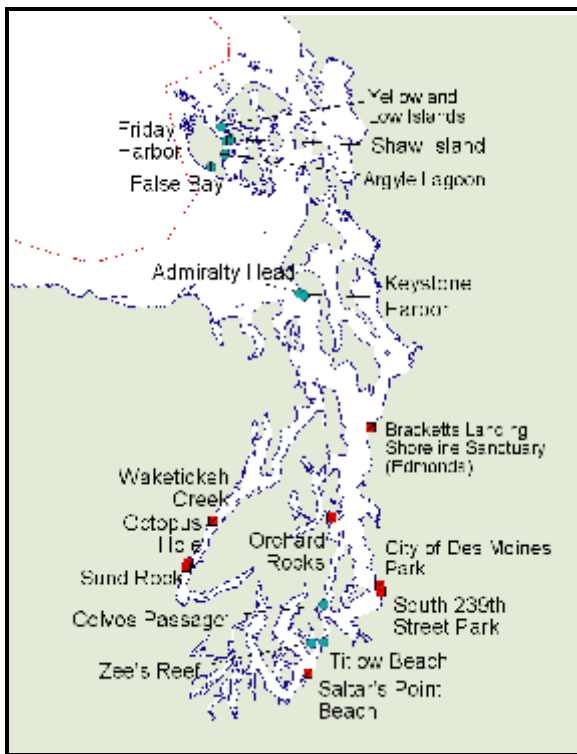 Yellow and
Low Islands
Friday
Harbor
Shaw Island
False Bay
Argyle Lagoon
Admiralty Head
Keystone
Harbor
Bracketts Landing
Shoreline Sanctuary
(Edmonds)
Waketickeh
Creek
Octopus
Hole
Orchard
Rocks
City of Des Moines
Park
Sund Rock
South 239th
Street Park
Colvos Passage
Zee's Reef
Titlow Beach
Saltar's Point
Beach